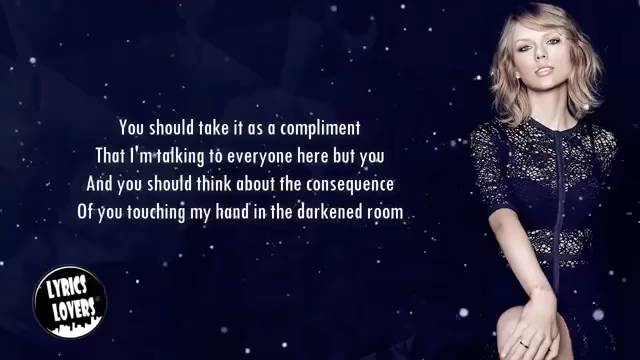 You should take it as a compliment
That I'm talking to everyone here but you
And you should think about the consequence
Of you touching my hand in the darkened room
LYRICS
LOVERS